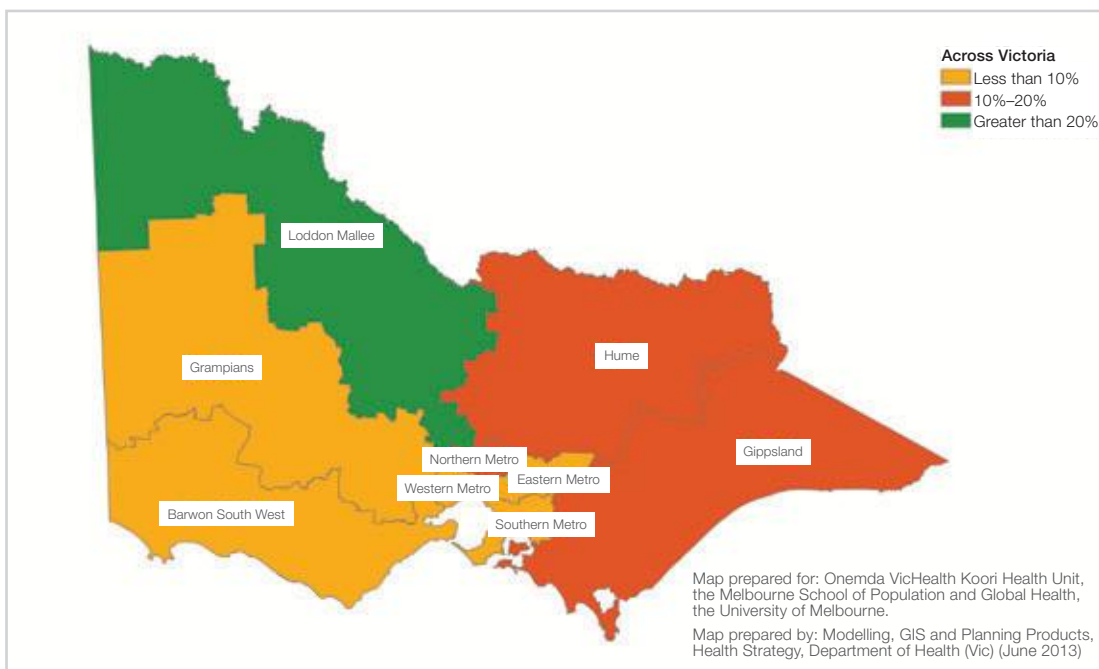 Across Victoria
Less than 10%
10%–20%
Greater than 20%
Loddon Mallee
Hume
Grampians
Gippsland
Northern Metro
Eastern Metro
Western Metro
Barwon South West
Southern Metro
Map prepared for: Onemda VicHealth Koori Health Unit,
the Melbourne School of Population and Global Health,
the University of Melbourne.
Map prepared by: Modelling, GIS and Planning Products,
Health Strategy, Department of Health (Vic) (June 2013)